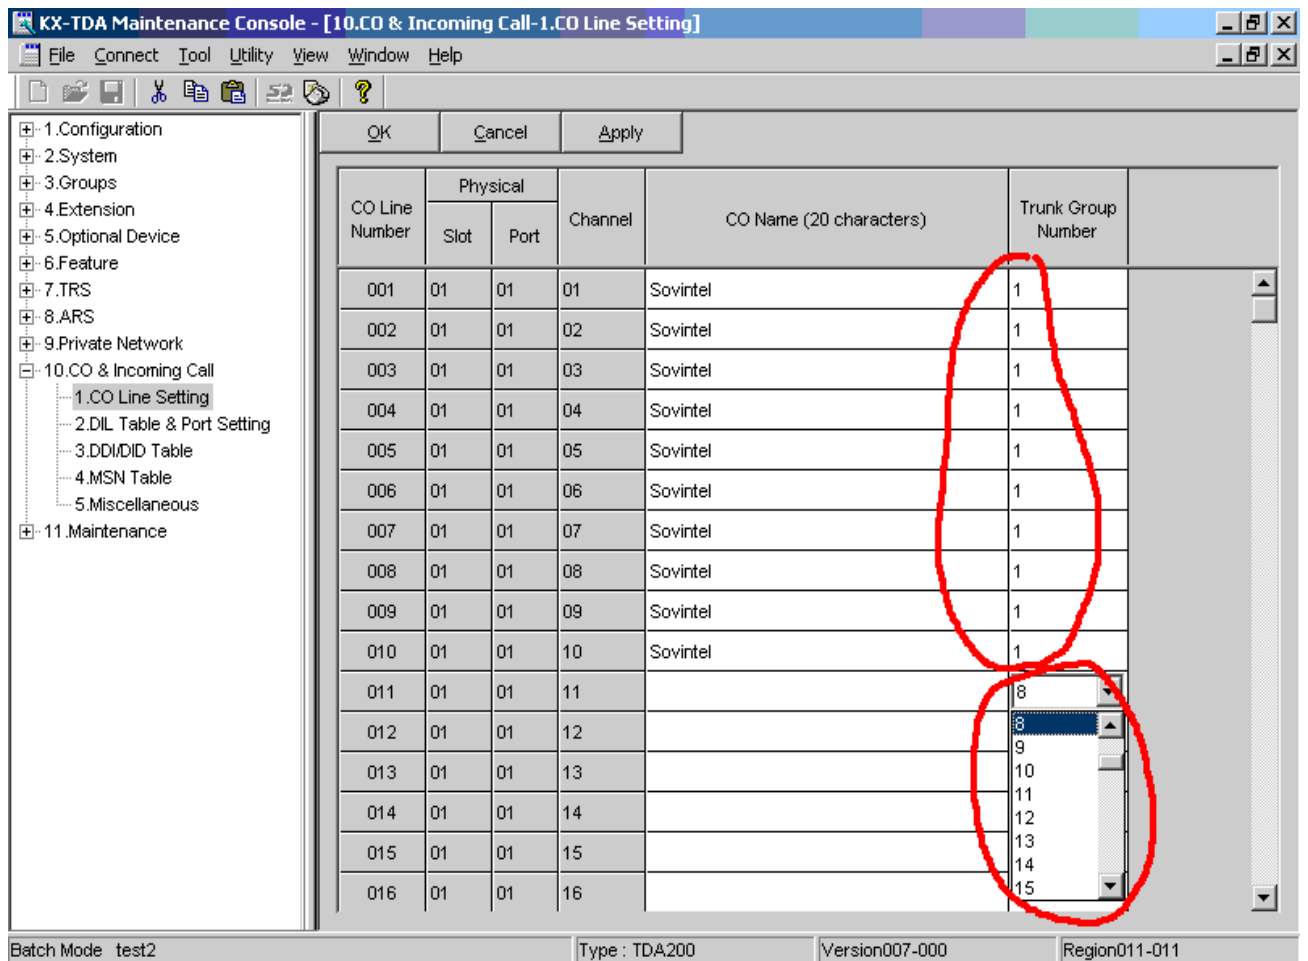 KX-TDA Maintenance Console - [10.CO & Incoming Call-1.CO Line Setting]
File Connect Tool Utility View Window Help
1.Configuration
2.System
3.Groups
4.Extension
5.Optional Device
6.Feature
7.TRS
8.ARS
9.Private Network
10.CO & Incoming Call
1.CO Line Setting
2.DIL Table & Port Setting
3.DDI/DID Table
4.MSN Table
5.Miscellaneous
11.Maintenance
OK Cancel Apply
CO Line Number Physical Slot Port Channel CO Name (20 characters) Trunk Group Number
001 01 01 01 Sovintel 1
002 01 01 02 Sovintel 1
003 01 01 03 Sovintel 1
004 01 01 04 Sovintel 1
005 01 01 05 Sovintel 1
006 01 01 06 Sovintel 1
007 01 01 07 Sovintel 1
008 01 01 08 Sovintel 1
009 01 01 09 Sovintel 1
010 01 01 10 Sovintel 1
011 01 01 11 8
012 01 01 12
013 01 01 13
014 01 01 14
015 01 01 15
016 01 01 16
8
9
10
11
12
13
14
15
Batch Mode test2 Type : TDA200 Version007-000 Region011-011